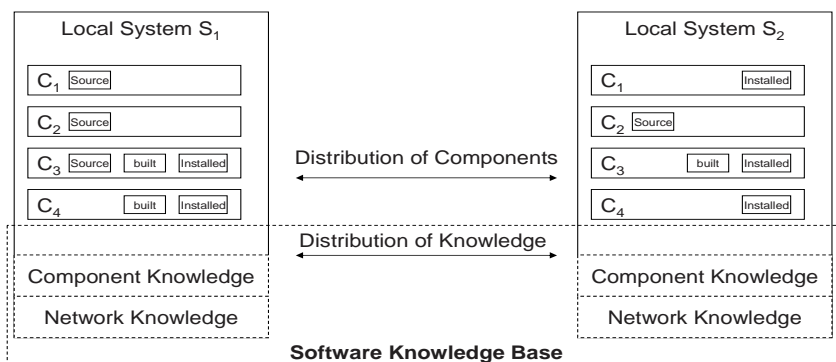 Local System S₁
C₁ Source
C₂ Source
C₃ Source built Installed
C₄ built Installed
Distribution of Components
Distribution of Knowledge
Local System S₂
C₁ Installed
C₂ Source
C₃ built Installed
C₄ Installed
Component Knowledge
Network Knowledge
Component Knowledge
Network Knowledge
Software Knowledge Base